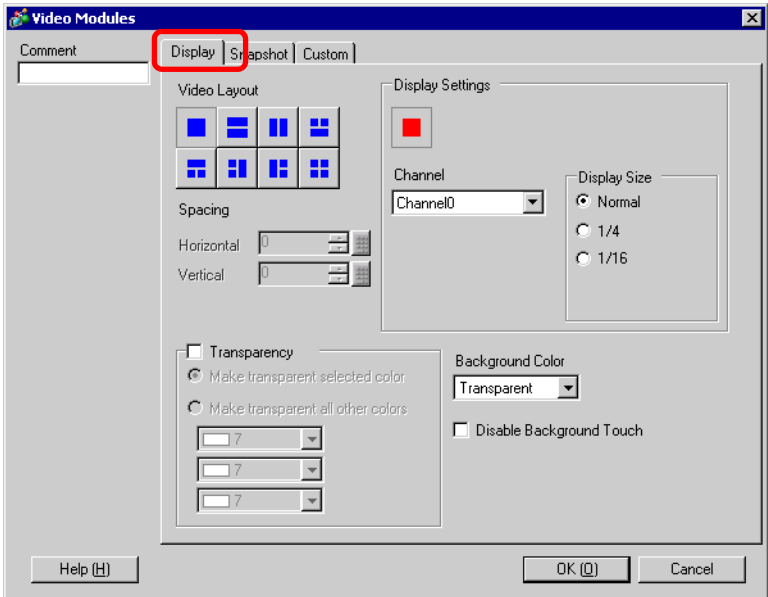 Video Modules
Comment
Display
Snapshot
Custom
Video Layout
Display Settings
Channel
Channel0
Display Size
Normal
1/4
1/16
Spacing
Horizontal 0
Vertical 0
Transparency
Make transparent selected color
Make transparent all other colors
7
7
7
Background Color
Transparent
Disable Background Touch
Help (H)
OK (O)
Cancel